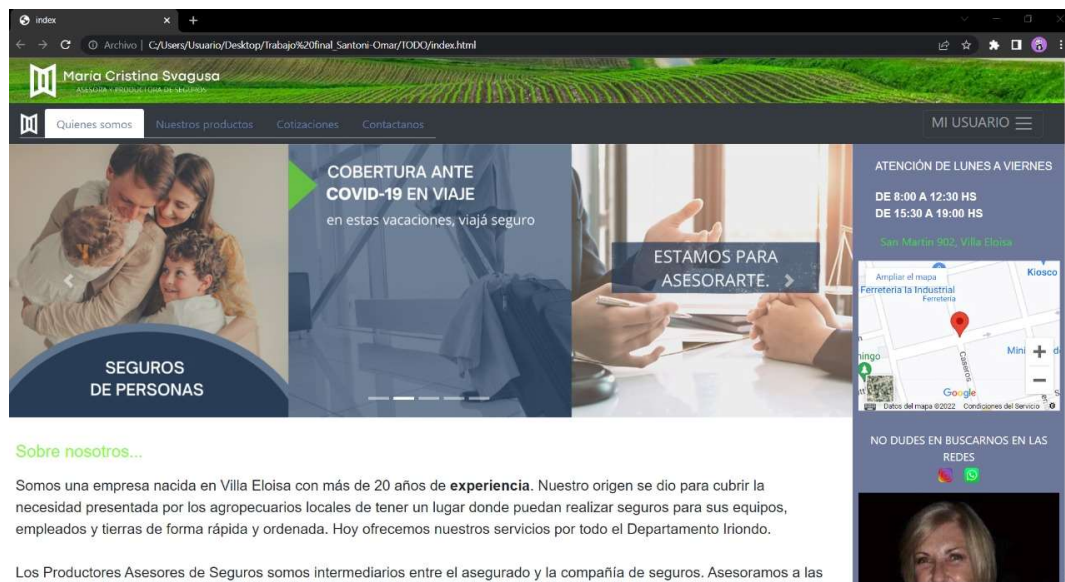 index
Archivo | C:/Users/Usuario/Desktop/Trabajo%20final_Santoni-Omar/TODO/index.html
María Cristina Svagusa
ASESORA Y PRODUCTORA DE SEGUROS
Quienes somos
Nuestros productos
Cotizaciones
Contactanos
MI USUARIO
SEGUROS
DE PERSONAS
COBERTURA ANTE
COVID-19 EN VIAJE
en estas vacaciones, viajá seguro
ESTAMOS PARA
ASESORARTE.
ATENCIÓN DE LUNES A VIERNES
DE 8:00 A 12:30 HS
DE 15:30 A 19:00 HS
San Martin 902, Villa Eloisa
Ampliar el mapa
Kiosco
Ferreteria la Industrial
Ferretería
Mini
Caseros
Google
Datos del mapa ©2022
Condiciones del Servicio
NO DUDES EN BUSCARNOS EN LAS
REDES
Sobre nosotros...
Somos una empresa nacida en Villa Eloisa con más de 20 años de experiencia. Nuestro origen se dio para cubrir la
necesidad presentada por los agropecuarios locales de tener un lugar donde puedan realizar seguros para sus equipos,
empleados y tierras de forma rápida y ordenada. Hoy ofrecemos nuestros servicios por todo el Departamento Iriondo.
Los Productores Asesores de Seguros somos intermediarios entre el asegurado y la compañía de seguros. Asesoramos a las